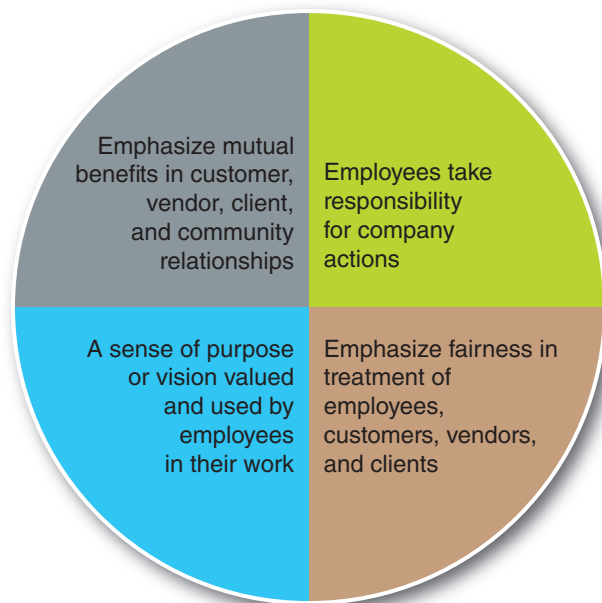 Emphasize mutual
benefits in customer,
vendor, client,
and community
relationships
Employees take
responsibility
for company
actions
A sense of purpose
or vision valued
and used by
employees
in their work
Emphasize fairness in
treatment of
employees,
customers, vendors,
and clients